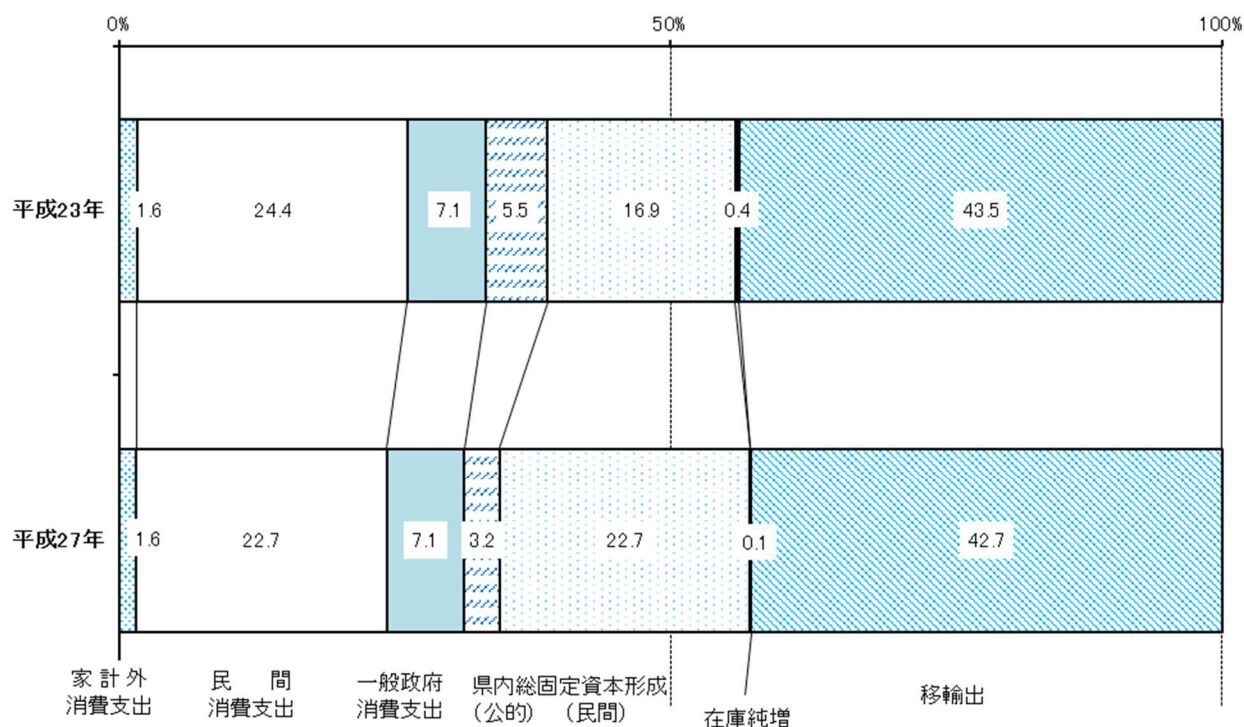 0% 50% 100%
平成23年 1.6 24.4 7.1 5.5 16.9 0.4 43.5
平成27年 1.6 22.7 7.1 3.2 22.7 0.1 42.7
家計外
消費支出
民間
消費支出
一般政府
消費支出
県内総固定資本形成
(公的) (民間)
在庫純増
移輸出